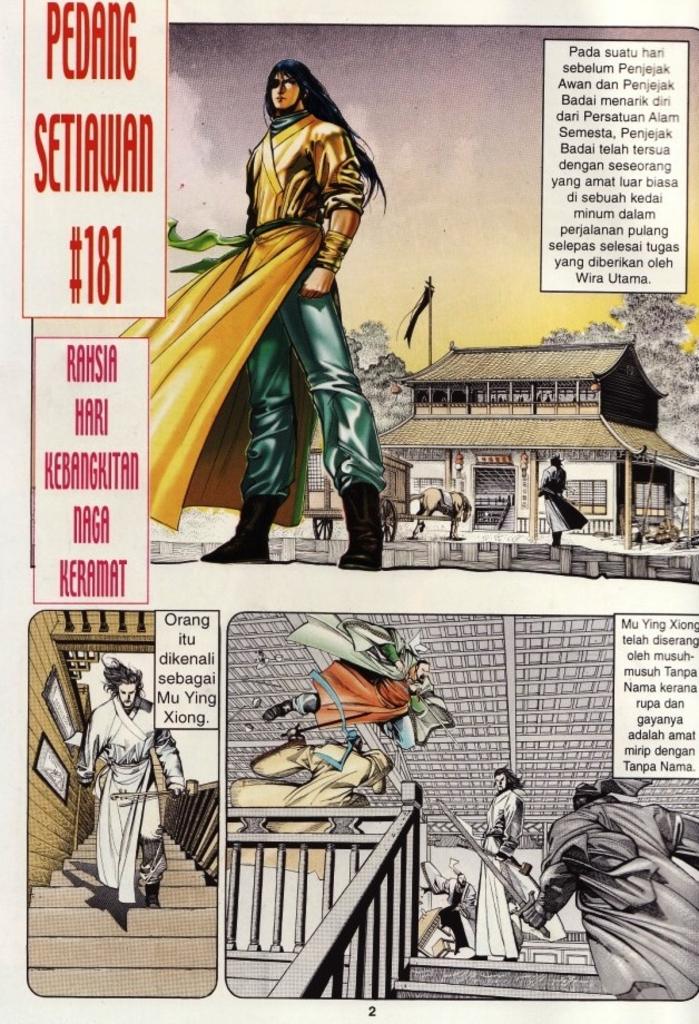 PEDANG
SETIAWAN
#181
RAHSIA
HARI
KEBANGKITAN
NAGA
KERAMAT
Pada suatu hari
sebelum Penjejak
Awan dan Penjejak
Badai menarik diri
dari Persatuan Alam
Semesta, Penjejak
Badai telah tersua
dengan seseorang
yang amat luar biasa
di sebuah kedai
minum dalam
perjalanan pulang
selepas selesai tugas
yang diberikan oleh
Wira Utama.
Orang
itu
dikenali
sebagai
Mu Ying
Xiong.
Mu Ying Xiong
telah diserang
oleh musuh-
musuh Tanpa
Nama kerana
rupa dan
gayanya
adalah amat
mirip dengan
Tanpa Nama.
2